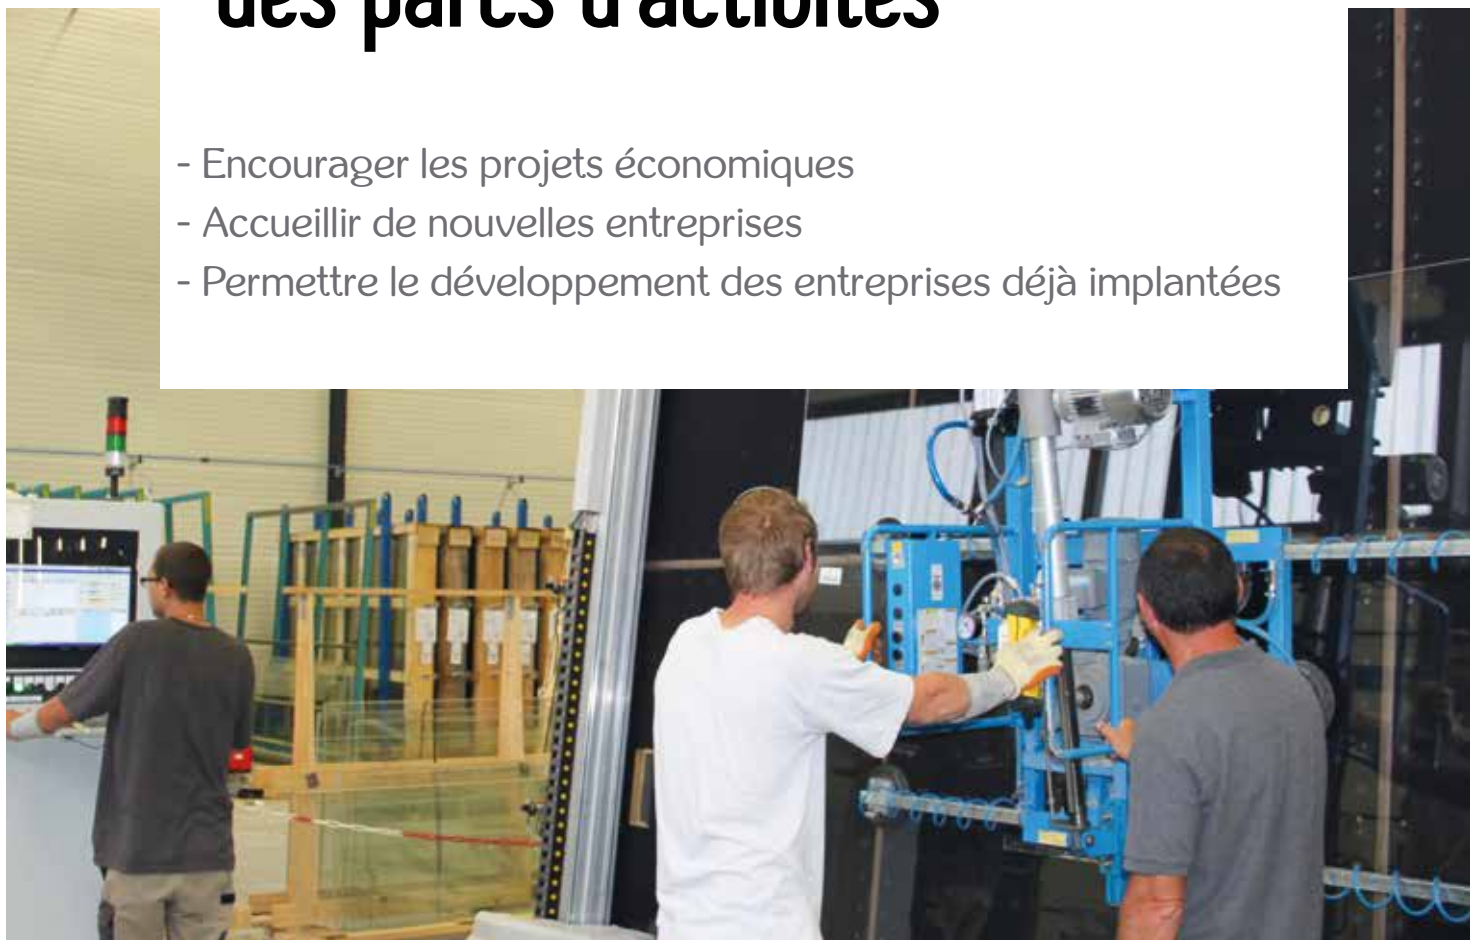 des parcs d'activités
- Encourager les projets économiques
- Accueillir de nouvelles entreprises
- Permettre le développement des entreprises déjà implantées